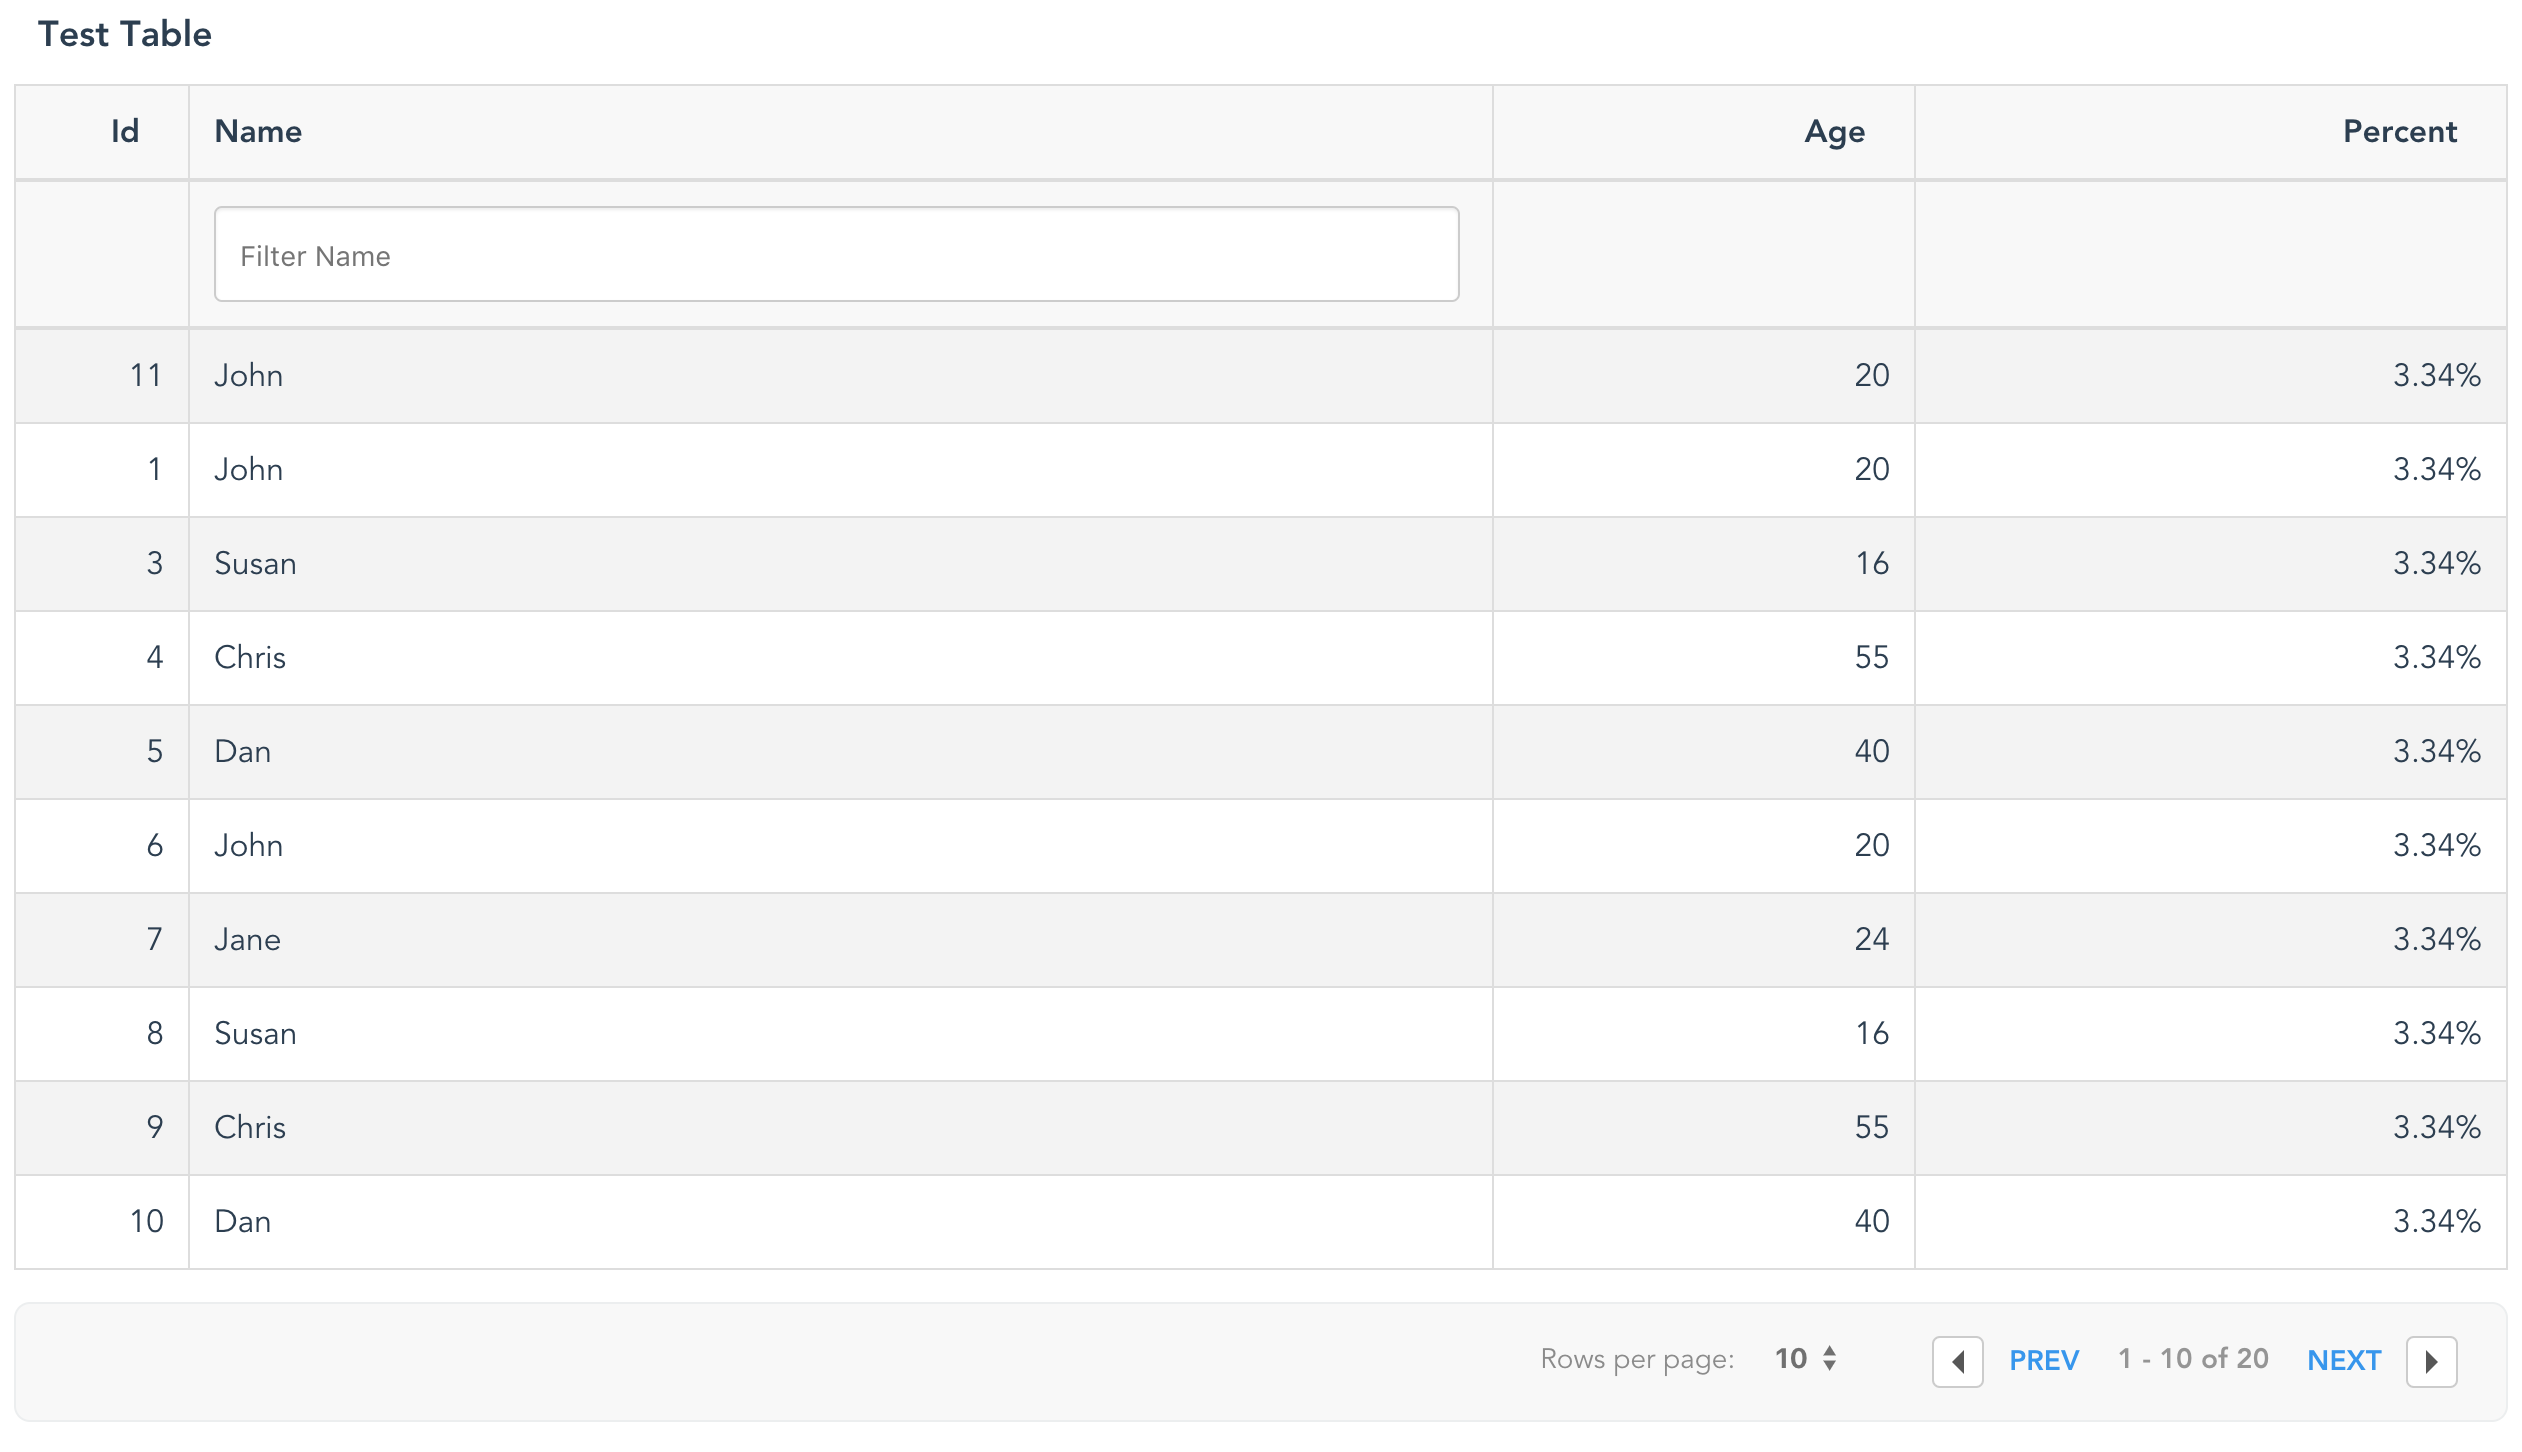 Test Table
Id Name Age Percent
Filter Name
11 John 20 3.34%
1 John 20 3.34%
3 Susan 16 3.34%
4 Chris 55 3.34%
5 Dan 40 3.34%
6 John 20 3.34%
7 Jane 24 3.34%
8 Susan 16 3.34%
9 Chris 55 3.34%
10 Dan 40 3.34%
Rows per page: 10 PREV 1 - 10 of 20 NEXT